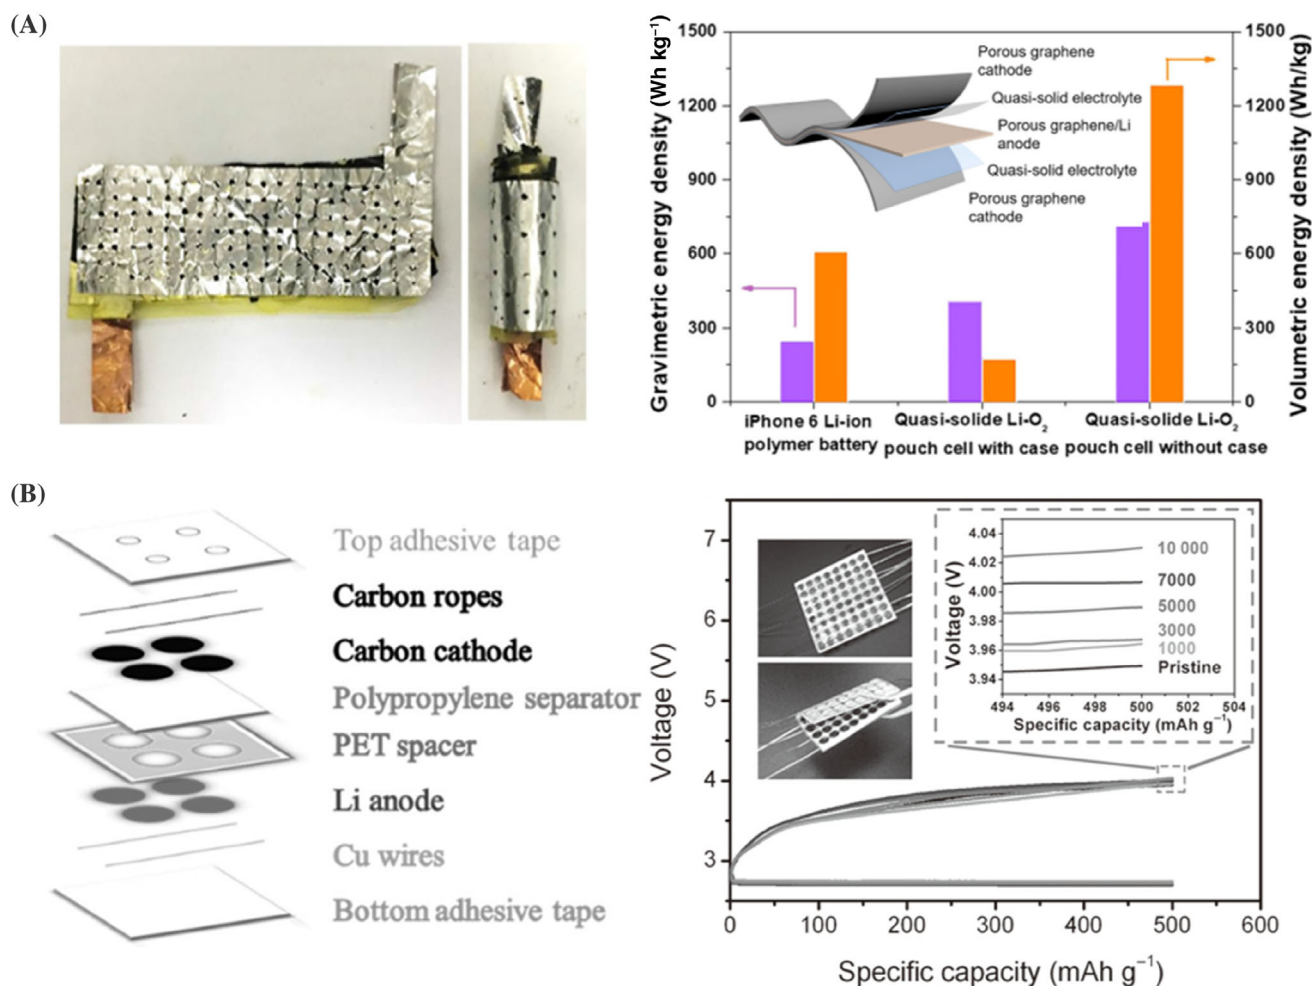 (A)
Gravimetric energy density (Wh kg⁻¹)
1500
1200
900
600
300
0
Porous graphene
cathode
Quasi-solid electrolyte
Porous graphene/Li
anode
Quasi-solid electrolyte
Porous graphene
cathode
1500
1200
900
600
300
0
Volumetric energy density (Wh/kg)
iPhone 6 Li-ion
polymer battery
Quasi-solide Li-O₂
pouch cell with case
Quasi-solide Li-O₂
pouch cell without case
(B)
Top adhesive tape
Carbon ropes
Carbon cathode
Polypropylene separator
PET spacer
Li anode
Cu wires
Bottom adhesive tape
Voltage (V)
7
6
5
4
3
0
100
200
300
400
500
600
Specific capacity (mAh g⁻¹)
Voltage (V)
4.04
4.02
4.00
3.98
3.96
3.94
10 000
7000
5000
3000
1000
Pristine
494
496
498
500
502
504
Specific capacity (mAh g⁻¹)